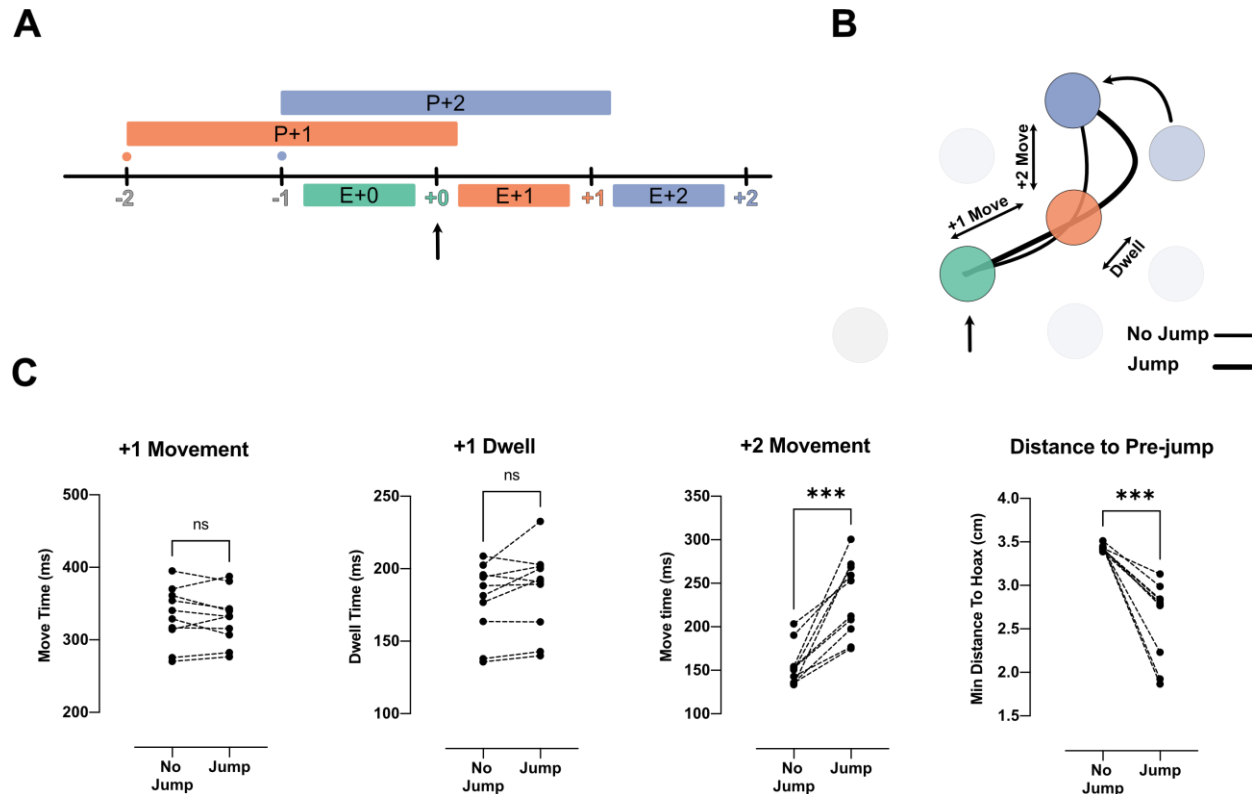 A
B
P+2
P+1
-2
-1
E+0
+0
E+1
+1
E+2
+2
+2 Move
+1 Move
Dwell
No Jump
Jump
C
+1 Movement
500
400
300
200
Move Time (ms)
ns
No Jump
Jump
+1 Dwell
200
150
100
Dwell Time (ms)
ns
No Jump
Jump
+2 Movement
350
300
250
200
150
100
Move time (ms)
***
No Jump
Jump
Distance to Pre-jump
4.0
3.5
3.0
2.5
2.0
1.5
Min Distance To Hoax (cm)
***
No Jump
Jump